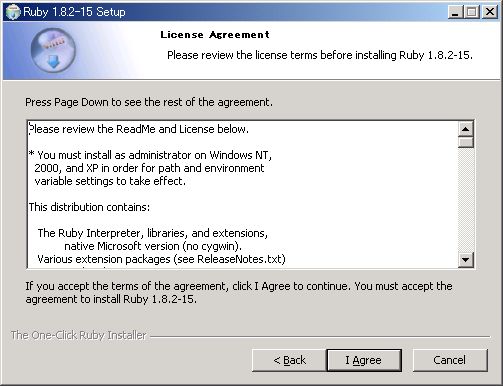 Ruby 1.8.2-15 Setup
License Agreement
Please review the license terms before installing Ruby 1.8.2-15.
Press Page Down to see the rest of the agreement.
Please review the ReadMe and License below.
* You must install as administrator on Windows NT,
2000, and XP in order for path and environment
variable settings to take effect.
This distribution contains:
The Ruby Interpreter, libraries, and extensions,
native Microsoft version (no cygwin).
Various extension packages (see ReleaseNotes.txt)
If you accept the terms of the agreement, click I Agree to continue. You must accept the
agreement to install Ruby 1.8.2-15.
The One-Click Ruby Installer
< Back
I Agree
Cancel